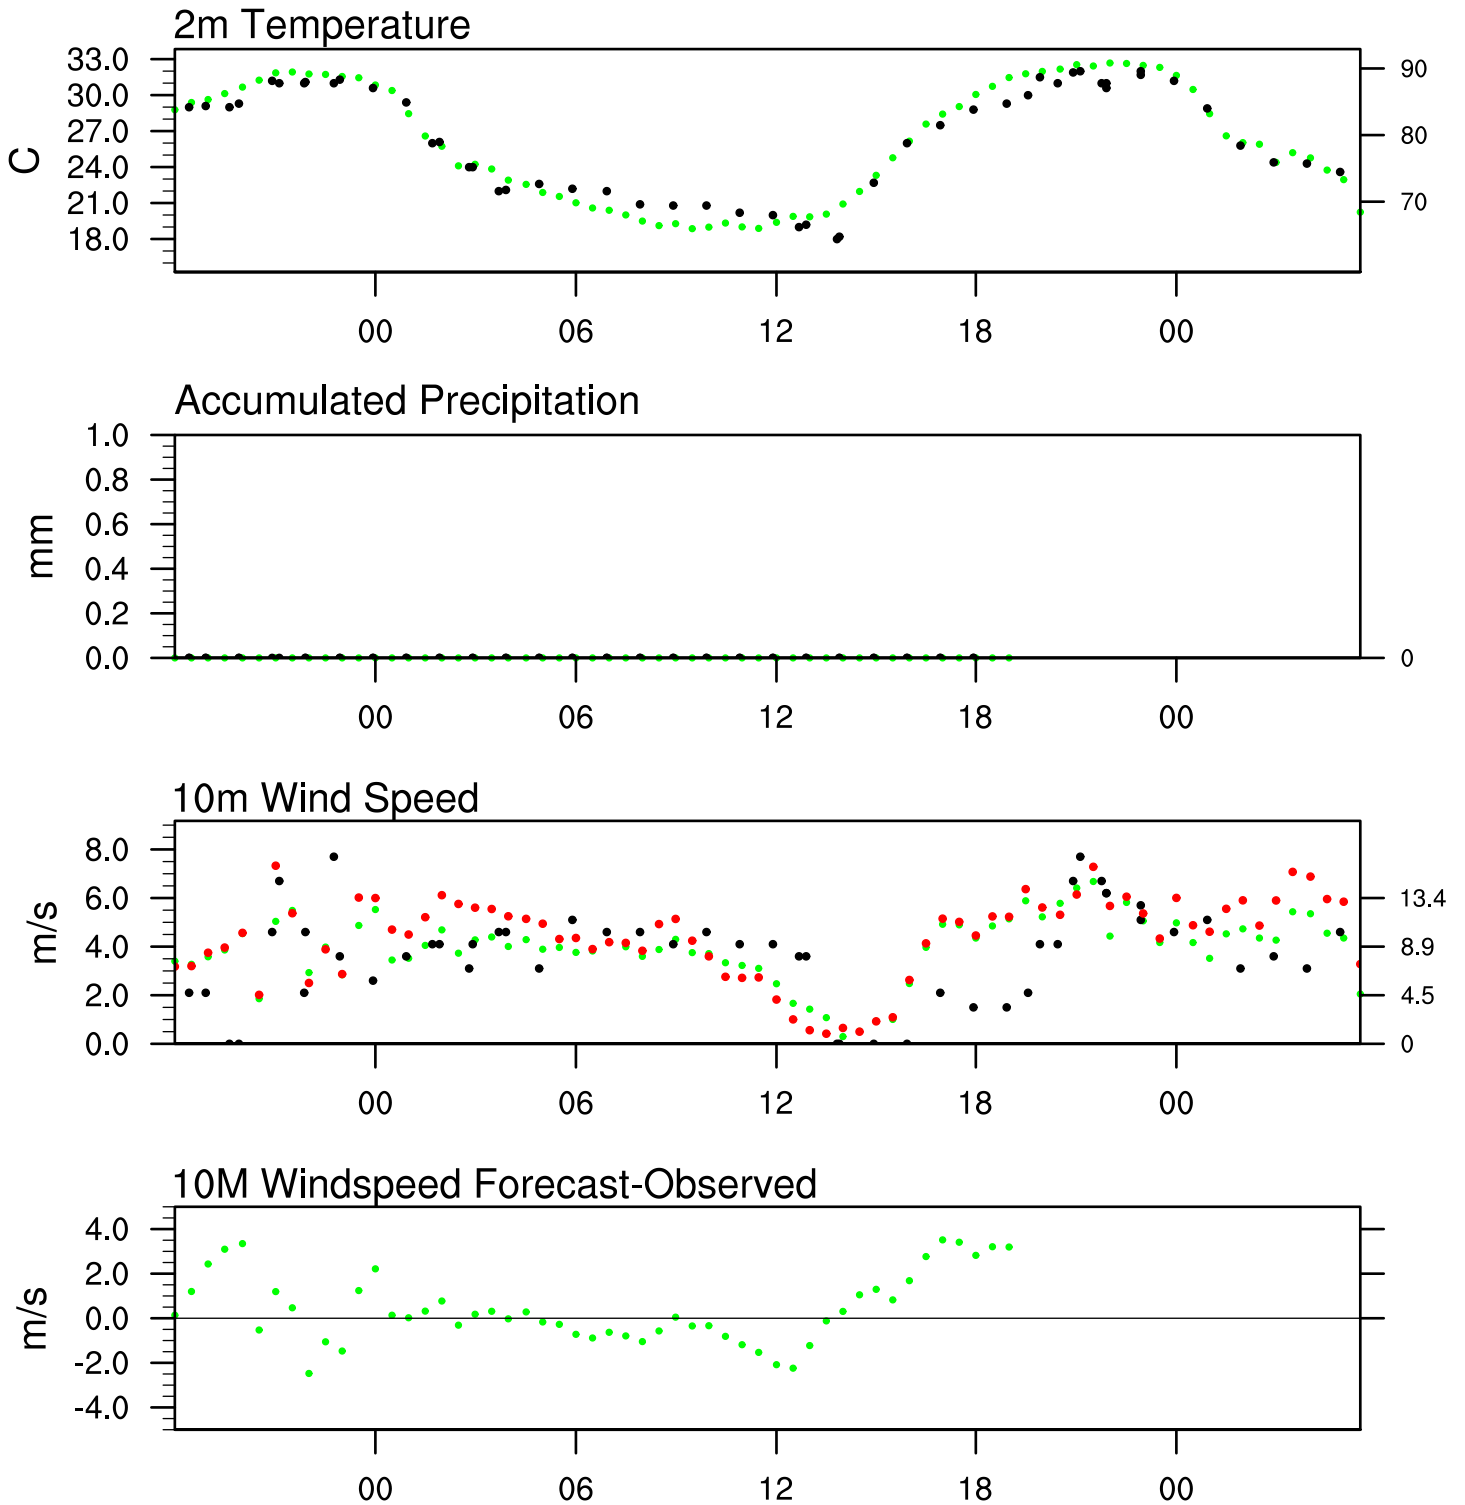 2m Temperature
33.0
30.0
27.0
24.0
21.0
18.0
C
90
80
70
00 06 12 18 00
Accumulated Precipitation
1.0
0.8
0.6
0.4
0.2
0.0
mm
0
00 06 12 18 00
10m Wind Speed
8.0
6.0
4.0
2.0
0.0
m/s
13.4
8.9
4.5
0
00 06 12 18 00
10M Windspeed Forecast-Observed
4.0
2.0
0.0
-2.0
-4.0
m/s
00 06 12 18 00